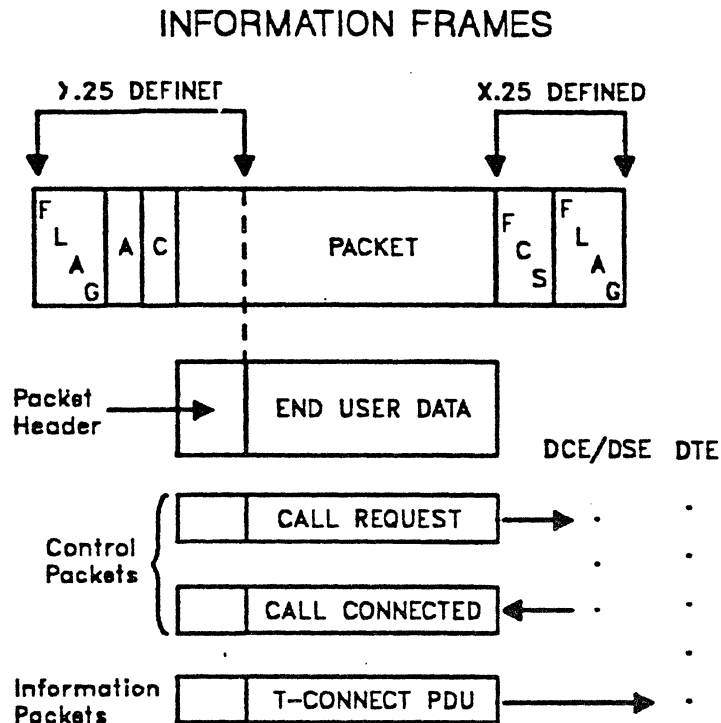 INFORMATION FRAMES
X.25 DEFINED
X.25 DEFINED
FLAG A C PACKET FCS FLAG
Packet
Header
END USER DATA
DCE/DSE DTE
CALL REQUEST
Control
Packets
CALL CONNECTED
Information
Packets
T-CONNECT PDU